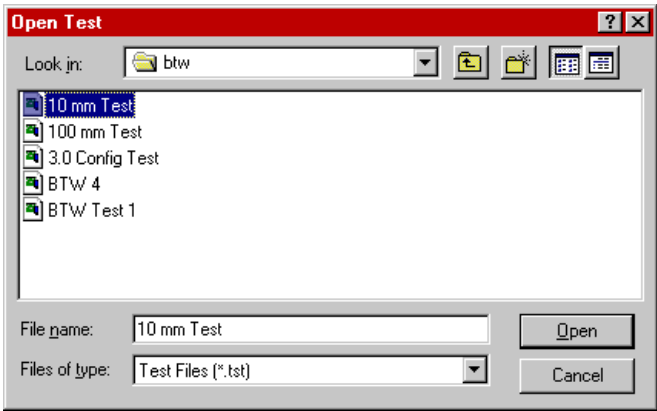 Open Test
Look in: btw
10 mm Test
100 mm Test
3.0 Config Test
BTW 4
BTW Test 1
File name: 10 mm Test Open
Files of type: Test Files (*.tst) Cancel